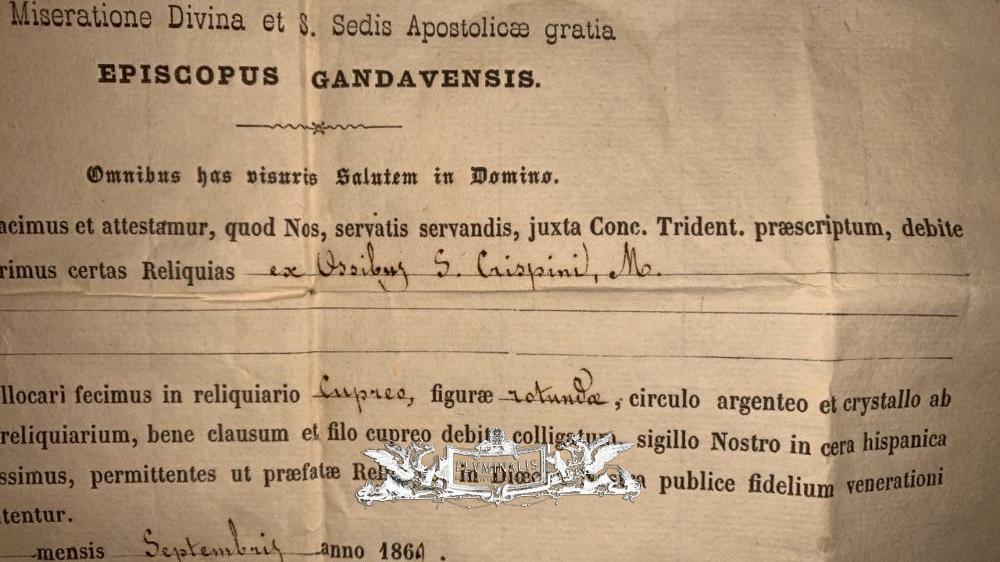 Miseratione Divina et S. Sedis Apostolicæ gratia
EPISCOPUS GANDAVENSIS.
Omnibus has visuris Salutem in Domino.
acimus et attestamur, quod Nos, servatis servandis, juxta Conc. Trident. præscriptum, debite
rimus certas Reliquias ex Ossibus S. Crispini, M.
llocari fecimus in reliquiario Cupreo, figuræ rotundæ, circulo argenteo et crystallo ab
reliquiarium, bene clausum et filo cupreo debite colligatum, sigillo Nostro in cera hispanica
ssimus, permittentes ut præfatæ Rel In Diœc publice fidelium venerationi
tentur.
mensis Septembris anno 1864.